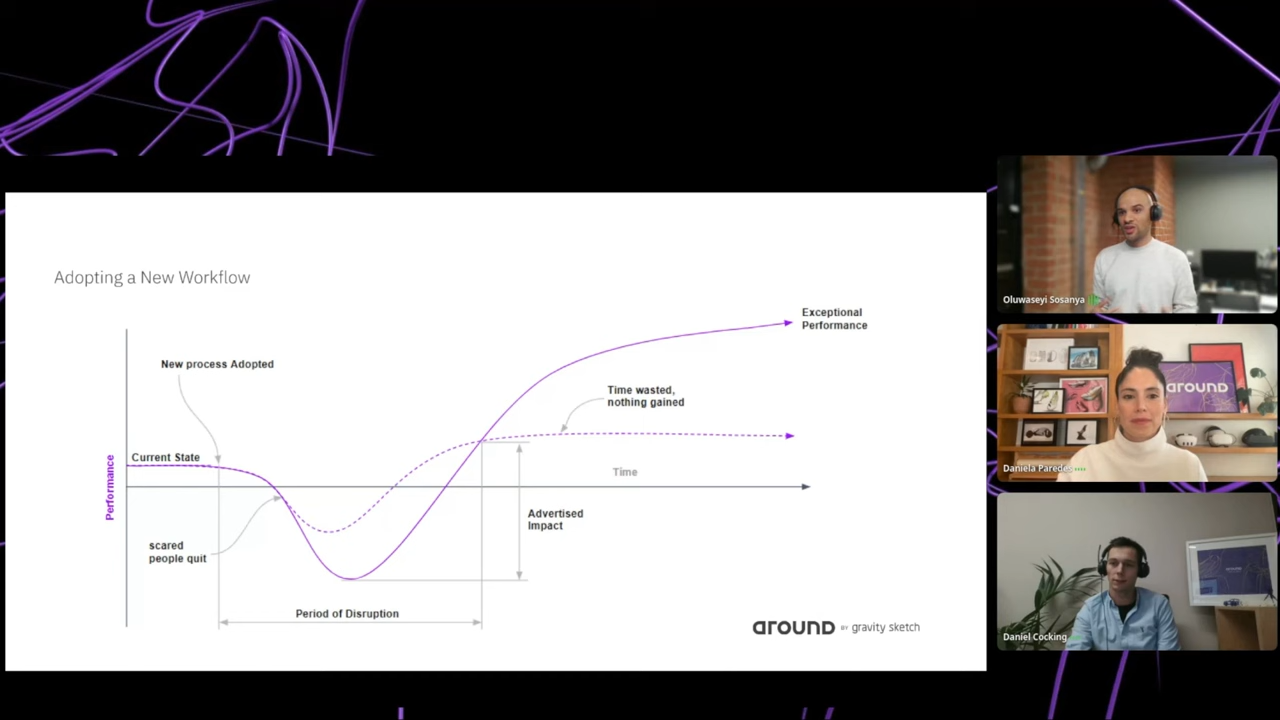 Adopting a New Workflow
Exceptional
Performance
New process Adopted
Time wasted,
nothing gained
Current State
Time
Performance
Advertised
Impact
scared
people quit
Period of Disruption
around BY gravity sketch
Oluwaseyi Sosanya
around
Daniela Paredes
Daniel Cocking